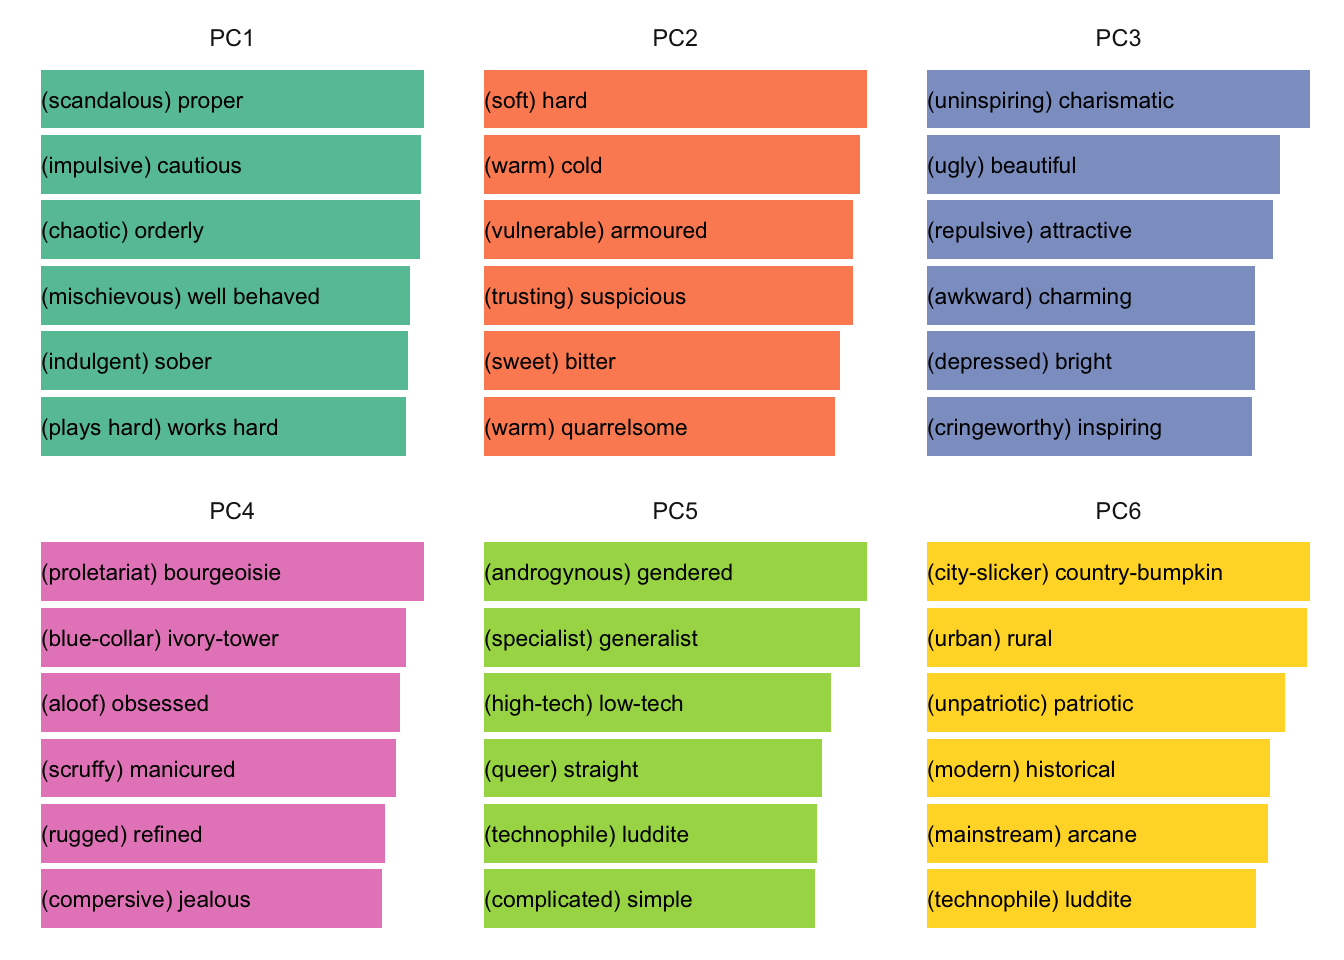 PC1
(scandalous) proper
(impulsive) cautious
(chaotic) orderly
(mischievous) well behaved
(indulgent) sober
(plays hard) works hard
PC2
(soft) hard
(warm) cold
(vulnerable) armoured
(trusting) suspicious
(sweet) bitter
(warm) quarrelsome
PC3
(uninspiring) charismatic
(ugly) beautiful
(repulsive) attractive
(awkward) charming
(depressed) bright
(cringeworthy) inspiring
PC4
(proletariat) bourgeoisie
(blue-collar) ivory-tower
(aloof) obsessed
(scruffy) manicured
(rugged) refined
(compersive) jealous
PC5
(androgynous) gendered
(specialist) generalist
(high-tech) low-tech
(queer) straight
(technophile) luddite
(complicated) simple
PC6
(city-slicker) country-bumpkin
(urban) rural
(unpatriotic) patriotic
(modern) historical
(mainstream) arcane
(technophile) luddite